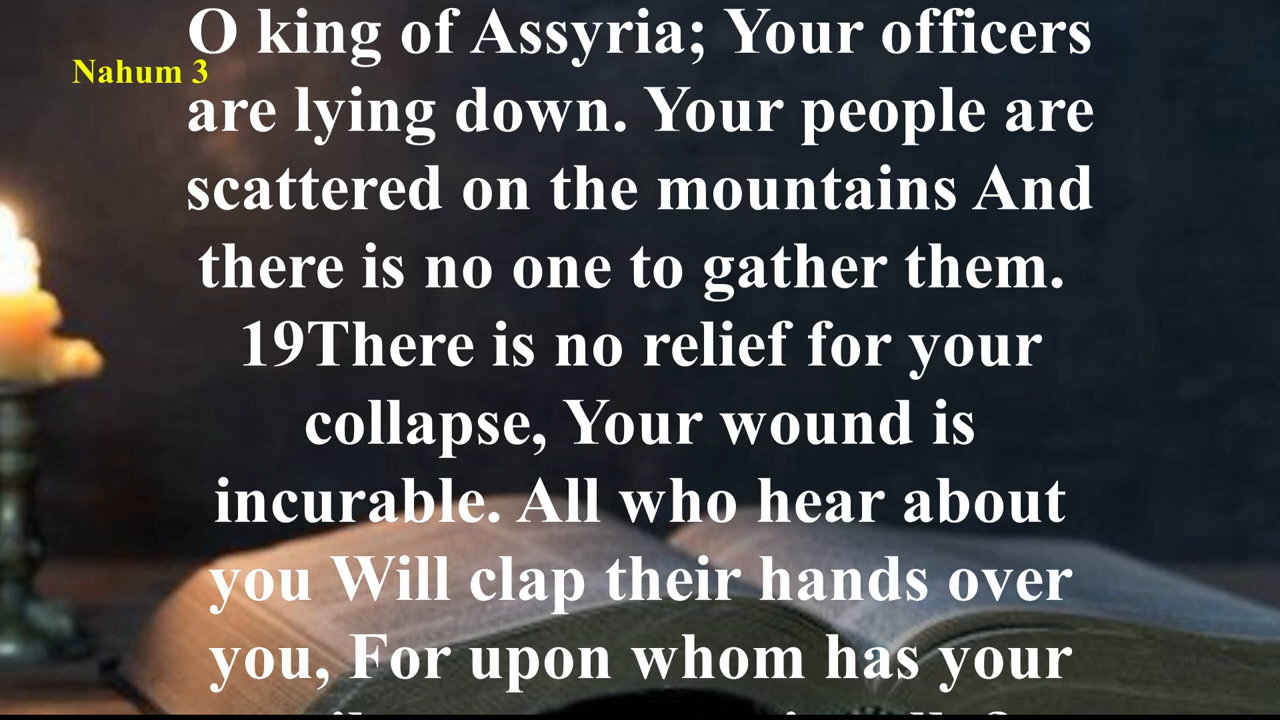 O king of Assyria; Your officers
Nahum 3
are lying down. Your people are
scattered on the mountains And
there is no one to gather them.
19There is no relief for your
collapse, Your wound is
incurable. All who hear about
you Will clap their hands over
you, For upon whom has your